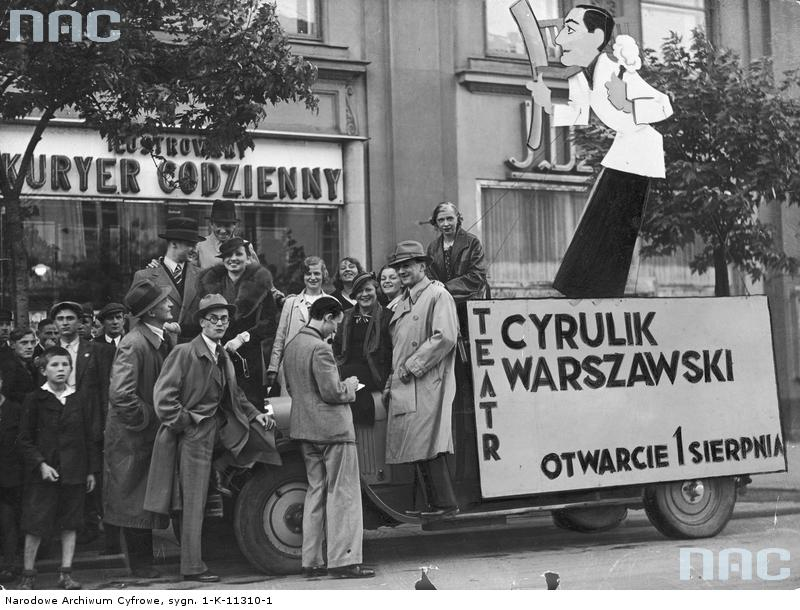 NAC
ILUSTROWANY
KURYER CODZIENNY
TEATR
CYRULIK
WARSZAWSKI
OTWARCIE 1 SIERPNIA
NAC
Narodowe Archiwum Cyfrowe, sygn. 1-K-11310-1